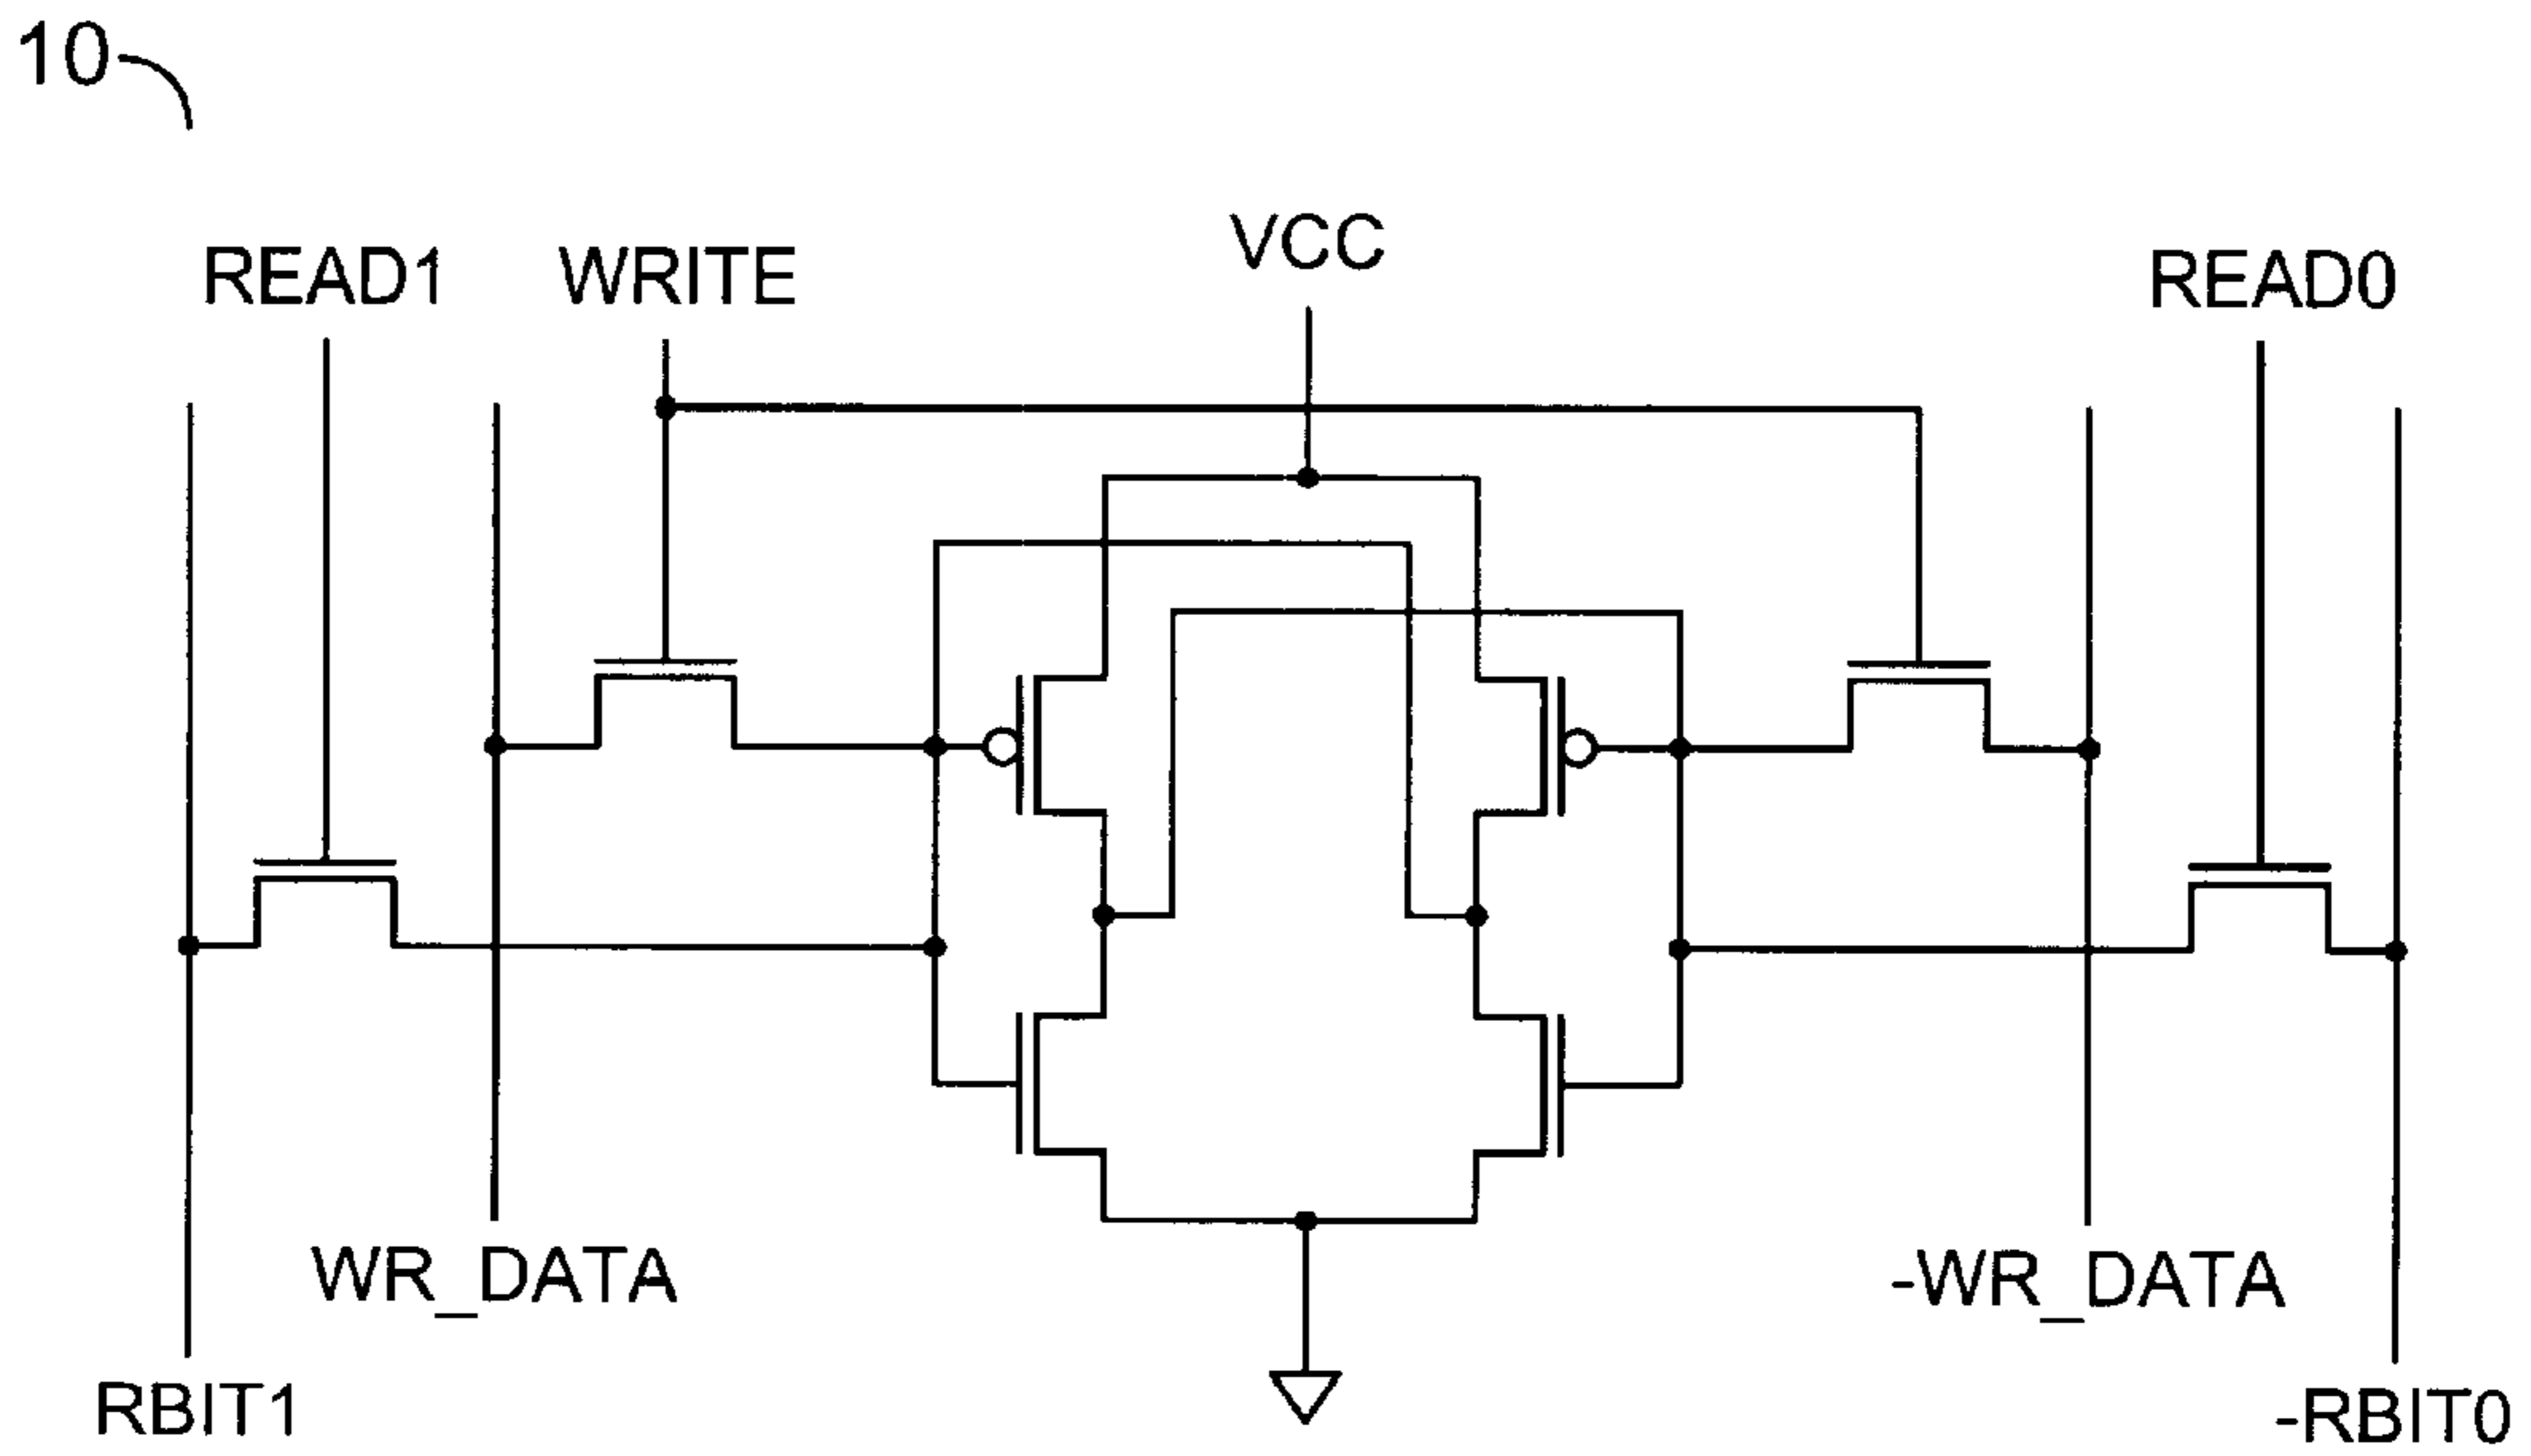 10
READ1
WRITE
VCC
READ0
WR_DATA
-WR_DATA
RBIT1
-RBIT0